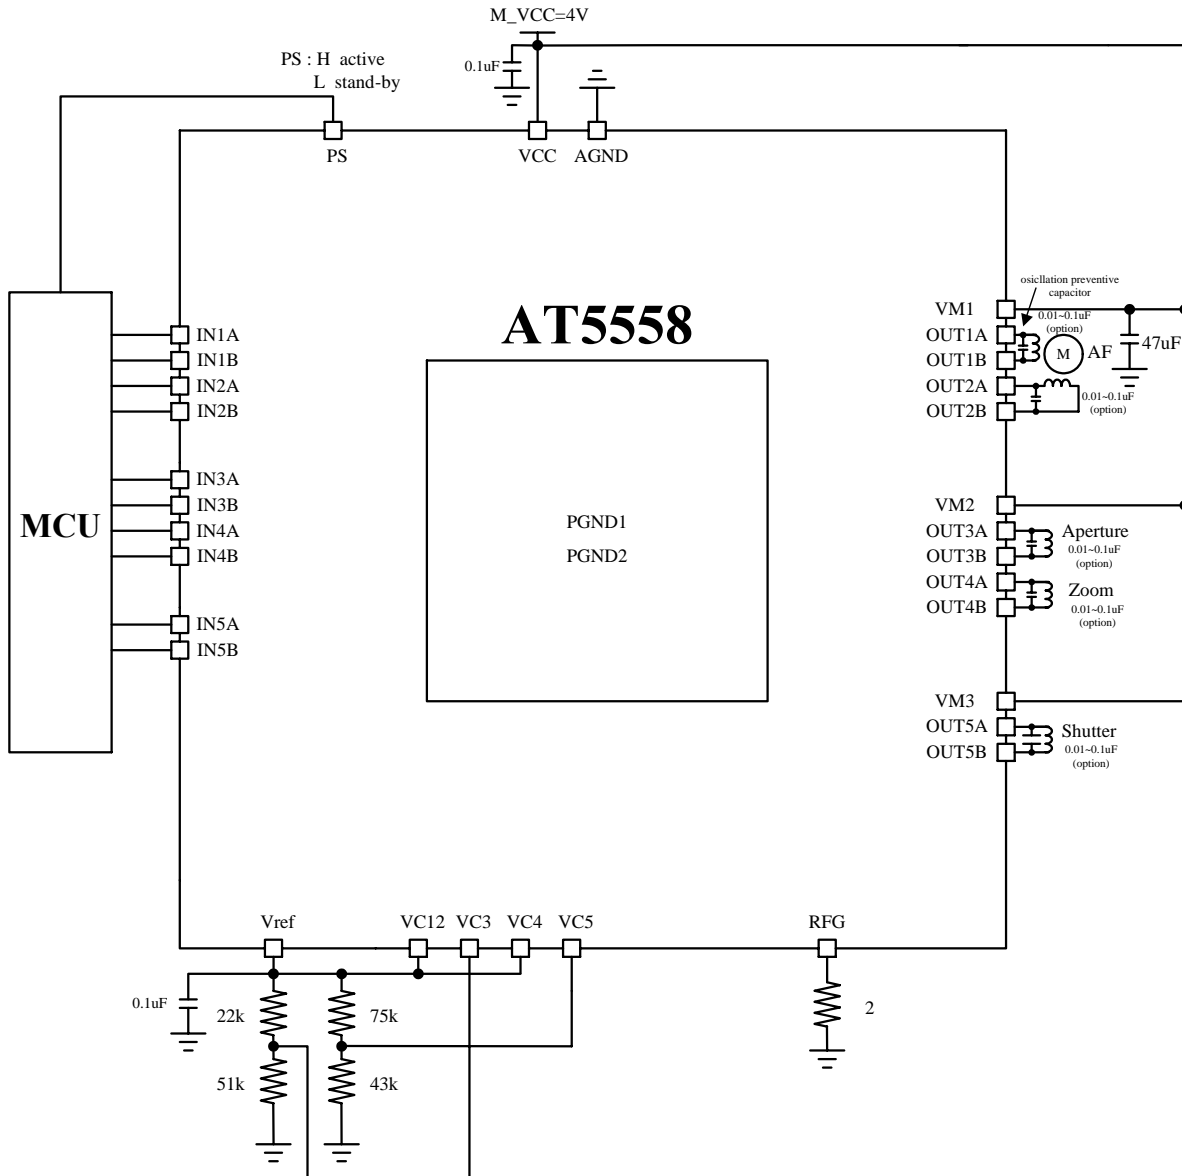 M_VCC=4V
PS : H active
L stand-by
0.1uF
PS
VCC
AGND
MCU
IN1A
IN1B
IN2A
IN2B
IN3A
IN3B
IN4A
IN4B
IN5A
IN5B
AT5558
PGND1
PGND2
VM1
OUT1A
OUT1B
OUT2A
OUT2B
VM2
OUT3A
OUT3B
OUT4A
OUT4B
VM3
OUT5A
OUT5B
osicllation preventive
capacitor
0.01~0.1uF
(option)
M
AF
47uF
0.01~0.1uF
(option)
Aperture
0.01~0.1uF
(option)
Zoom
0.01~0.1uF
(option)
Shutter
0.01~0.1uF
(option)
Vref
VC12
VC3
VC4
VC5
RFG
0.1uF
22k
75k
2
51k
43k